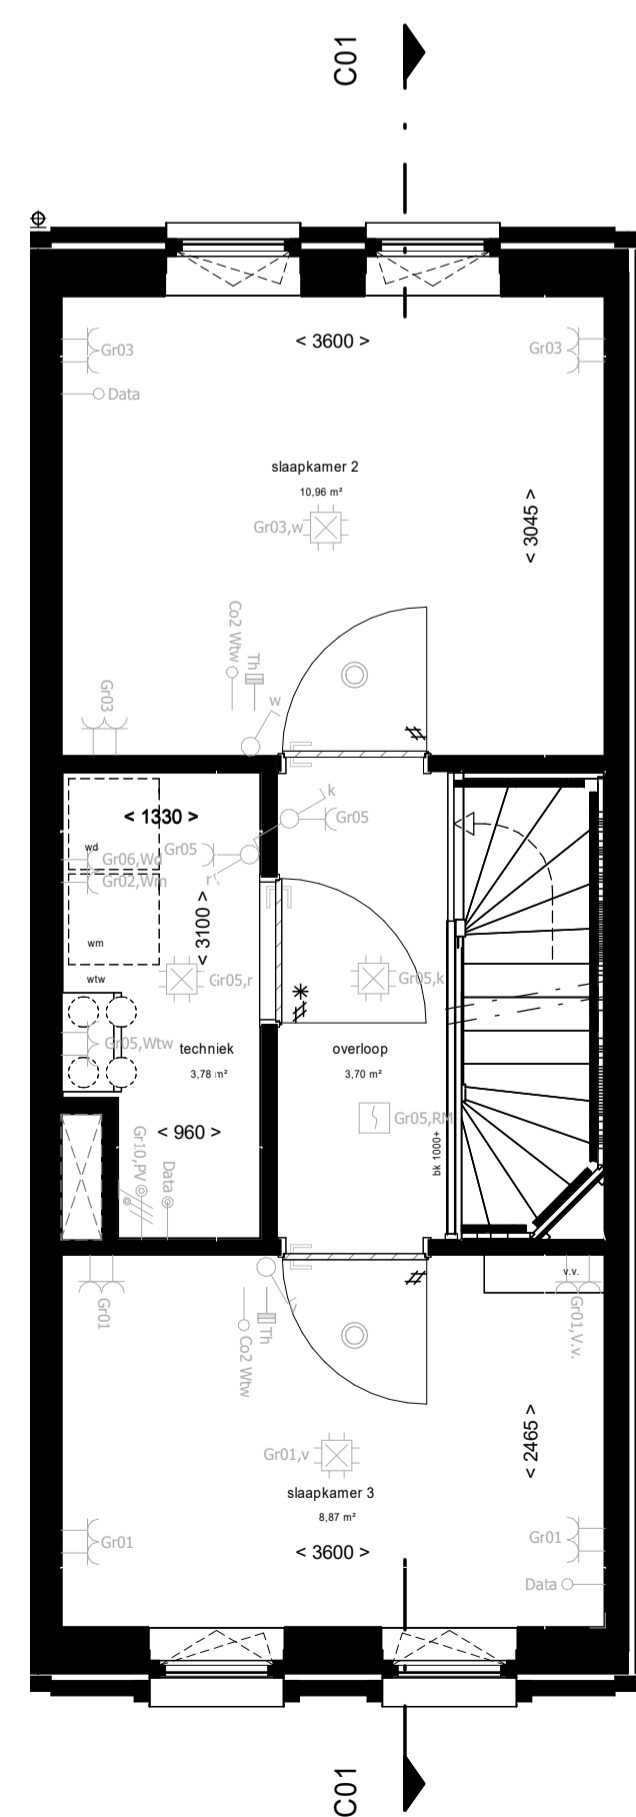 C01
< 3600 >
Gr03
Gr03
Data
slaapkamer 2
10,96 m²
Gr03,w
< 3045 >
Co2 Wtw
Th
w
Gr03
< 1330 >
k
Gr05
wd
Gr06,Wd
Gr05
Gr02,Wm
r
< 3100 >
wm
wtw
Gr05,r
Gr05,k
Gr05,Wtw
techniek
3,78 m²
overloop
3,70 m²
Gr05,RM
bk 1000+
< 960 >
Gr10,PV
Data
v.v.
Gr01
v
Th
Co2 Wtw
Gr01,V.v.
< 2465 >
Gr01,v
slaapkamer 3
8,87 m²
Gr01
Gr01
< 3600 >
Data
C01